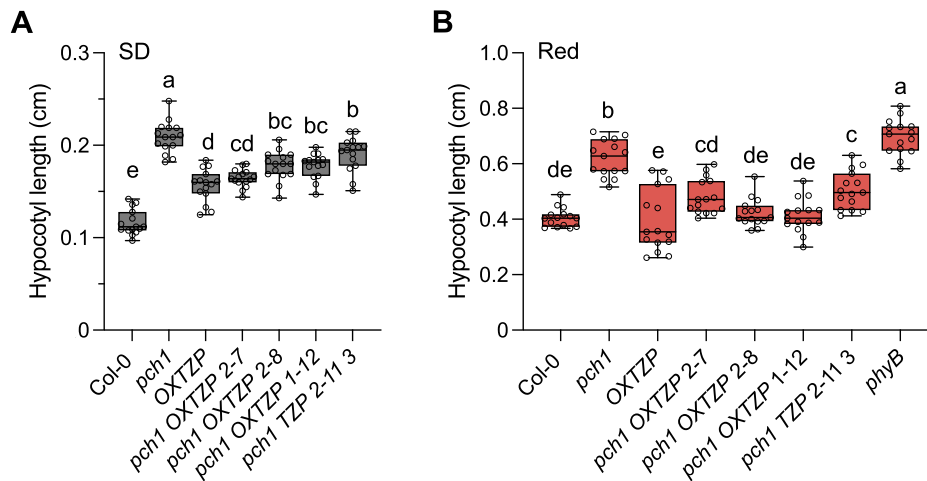 A
B
SD
Red
Hypocotyl length (cm)
0.3
0.2
0.1
0
a
b
bc
bc
cd
d
e
Col-0
pch1
OXTZP
pch1 OXTZP 2-7
pch1 OXTZP 2-8
pch1 OXTZP 1-12
pch1 TZP 2-11 3
Hypocotyl length (cm)
1.0
0.8
0.6
0.4
0.2
0
de
b
e
cd
de
de
c
a
Col-0
pch1
OXTZP
pch1 OXTZP 2-7
pch1 OXTZP 2-8
pch1 OXTZP 1-12
pch1 TZP 2-11 3
phyB